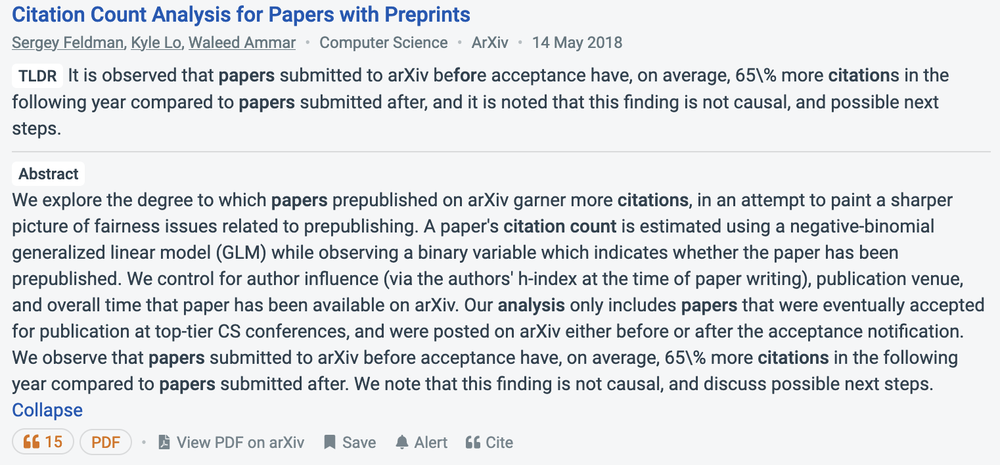 Citation Count Analysis for Papers with Preprints
Sergey Feldman, Kyle Lo, Waleed Ammar • Computer Science • ArXiv • 14 May 2018
TLDR It is observed that papers submitted to arXiv before acceptance have, on average, 65\% more citations in the
following year compared to papers submitted after, and it is noted that this finding is not causal, and possible next
steps.
Abstract
We explore the degree to which papers prepublished on arXiv garner more citations, in an attempt to paint a sharper
picture of fairness issues related to prepublishing. A paper's citation count is estimated using a negative-binomial
generalized linear model (GLM) while observing a binary variable which indicates whether the paper has been
prepublished. We control for author influence (via the authors' h-index at the time of paper writing), publication venue,
and overall time that paper has been available on arXiv. Our analysis only includes papers that were eventually accepted
for publication at top-tier CS conferences, and were posted on arXiv either before or after the acceptance notification.
We observe that papers submitted to arXiv before acceptance have, on average, 65\% more citations in the following
year compared to papers submitted after. We note that this finding is not causal, and discuss possible next steps.
Collapse
15 PDF • View PDF on arXiv Save Alert Cite